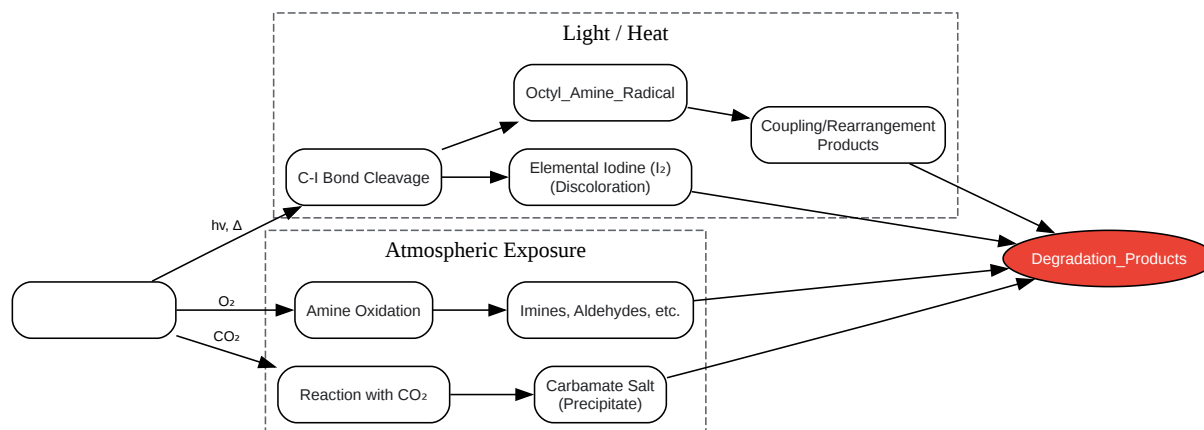 Light / Heat
Octyl_Amine_Radical
Coupling/Rearrangement
Products
C-I Bond Cleavage
Elemental Iodine (I₂)
(Discoloration)
hν, Δ
Atmospheric Exposure
Degradation_Products
O₂
Amine Oxidation
Imines, Aldehydes, etc.
CO₂
Reaction with CO₂
Carbamate Salt
(Precipitate)